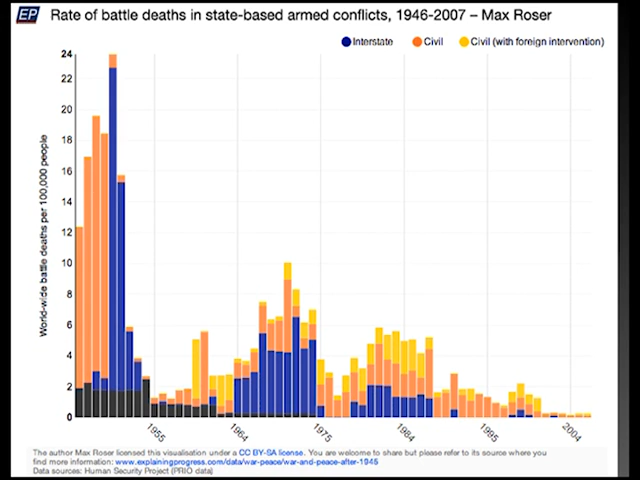 EP
Rate of battle deaths in state-based armed conflicts, 1946-2007 – Max Roser
Interstate Civil Civil (with foreign intervention)
World-wide battle deaths per 100,000 people
24
22
20
18
16
14
12
10
8
6
4
2
0
1955 1964 1975 1984 1995 2004
The author Max Roser licensed this visualisation under a CC BY-SA license. You are welcome to share but please refer to its source where you
find more information: www.explainingprogress.com/data/war-peace/war-and-peace-after-1945
Data sources: Human Security Project (PRIO data)